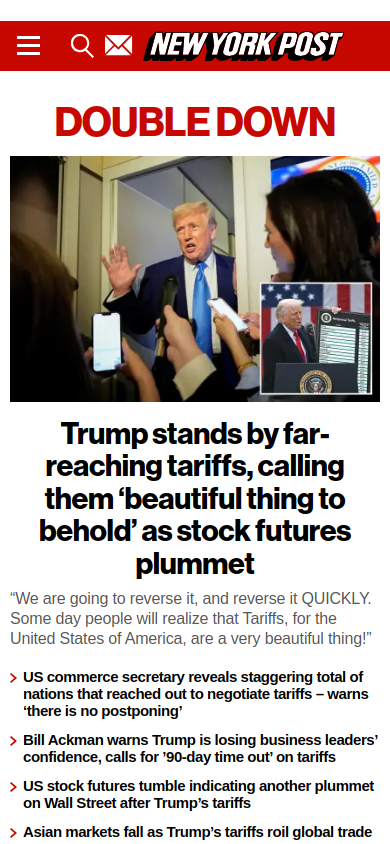 NEW YORK POST
DOUBLE DOWN
Trump stands by far-
reaching tariffs, calling
them ‘beautiful thing to
behold’ as stock futures
plummet
“We are going to reverse it, and reverse it QUICKLY.
Some day people will realize that Tariffs, for the
United States of America, are a very beautiful thing!”
US commerce secretary reveals staggering total of
nations that reached out to negotiate tariffs – warns
‘there is no postponing’
Bill Ackman warns Trump is losing business leaders’
confidence, calls for ’90-day time out’ on tariffs
US stock futures tumble indicating another plummet
on Wall Street after Trump’s tariffs
Asian markets fall as Trump’s tariffs roil global trade